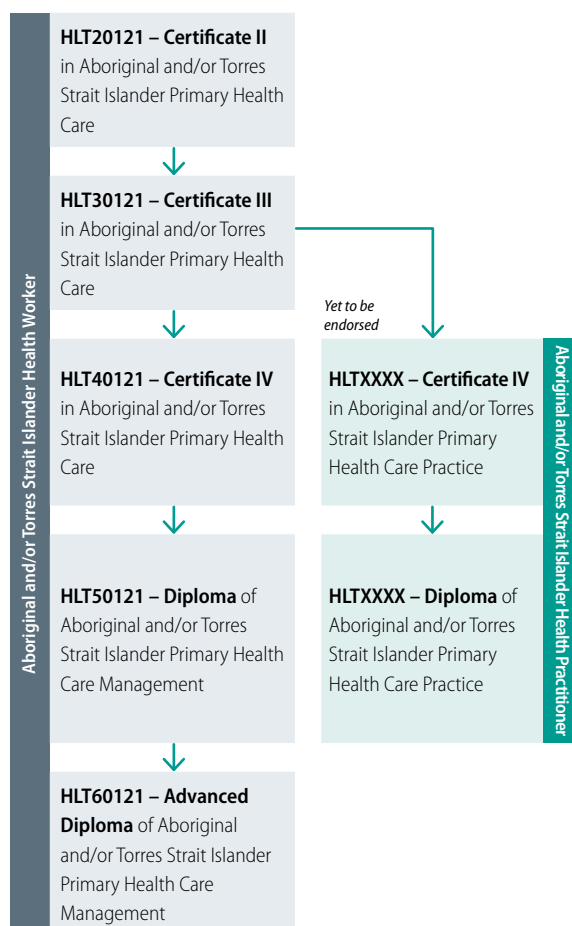 Aboriginal and/or Torres Strait Islander Health Worker
HLT20121 – Certificate II
in Aboriginal and/or Torres
Strait Islander Primary Health
Care
HLT30121 – Certificate III
in Aboriginal and/or Torres
Strait Islander Primary Health
Care
HLT40121 – Certificate IV
in Aboriginal and/or Torres
Strait Islander Primary Health
Care
HLT50121 – Diploma of
Aboriginal and/or Torres
Strait Islander Primary Health
Care Management
HLT60121 – Advanced
Diploma of Aboriginal
and/or Torres Strait Islander
Primary Health Care
Management
Yet to be
endorsed
HLTXXXX – Certificate IV
in Aboriginal and/or Torres
Strait Islander Primary
Health Care Practice
HLTXXXX – Diploma of
Aboriginal and/or Torres
Strait Islander Primary
Health Care Practice
Aboriginal and/or Torres Strait Islander Health Practitioner